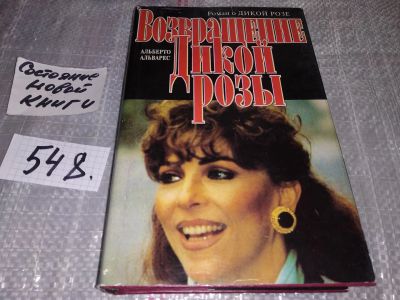 Роман о ДИКОЙ РОЗЕ
Возвращение
АЛЬБЕРТО
АЛЬВАРЕС
Дикой
розы
Состояние
новой
книги
548.